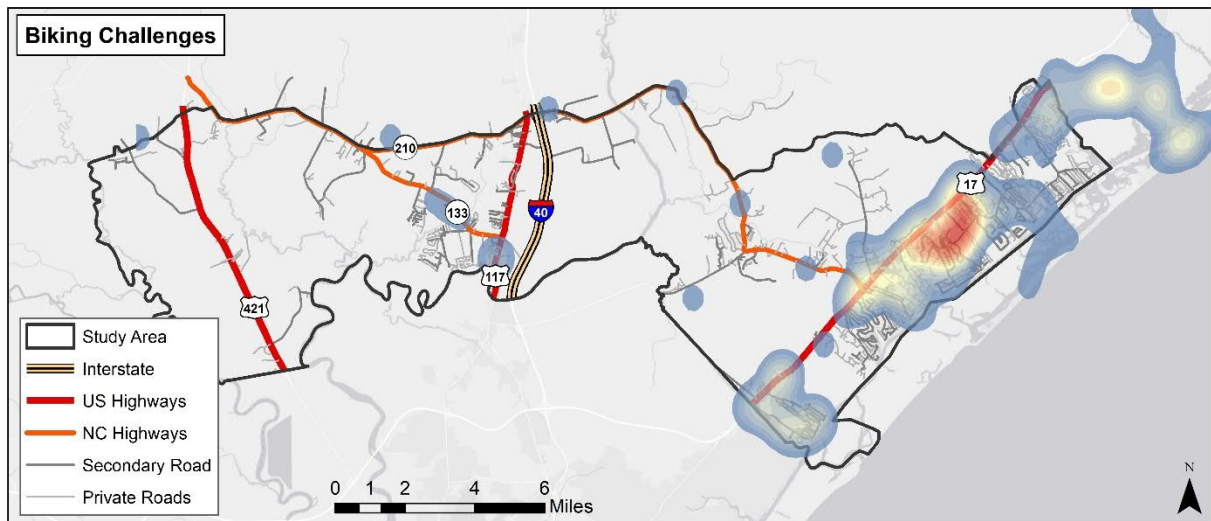 Biking Challenges
210
133
40
117
421
17
Study Area
Interstate
US Highways
NC Highways
Secondary Road
Private Roads
0 1 2 4 6
Miles
N